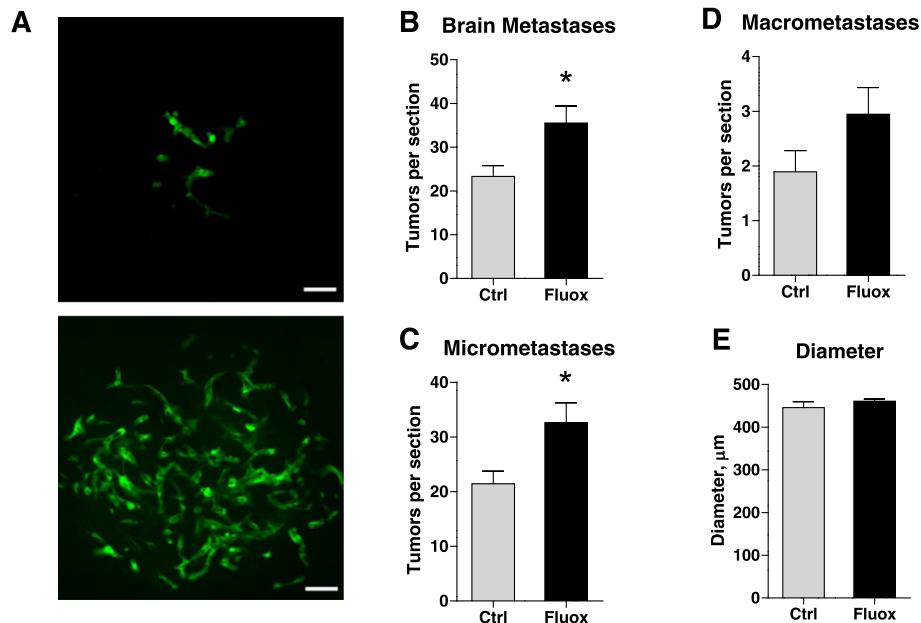 A
B
Brain Metastases
50
40
30
20
10
0
Tumors per section
*
Ctrl
Fluox
C
Micrometastases
40
30
20
10
0
Tumors per section
*
Ctrl
Fluox
D
Macrometastases
4
3
2
1
0
Tumors per section
Ctrl
Fluox
E
Diameter
500
400
300
200
100
0
Diameter, μm
Ctrl
Fluox